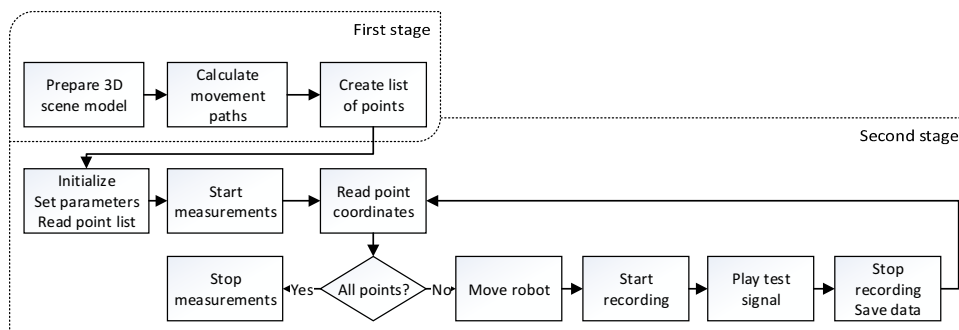 First stage
Prepare 3D
scene model
Calculate
movement
paths
Create list
of points
Second stage
Initialize
Set parameters
Read point list
Start
measurements
Read point
coordinates
Stop
measurements
Yes
All points?
No
Move robot
Start
recording
Play test
signal
Stop
recording
Save data